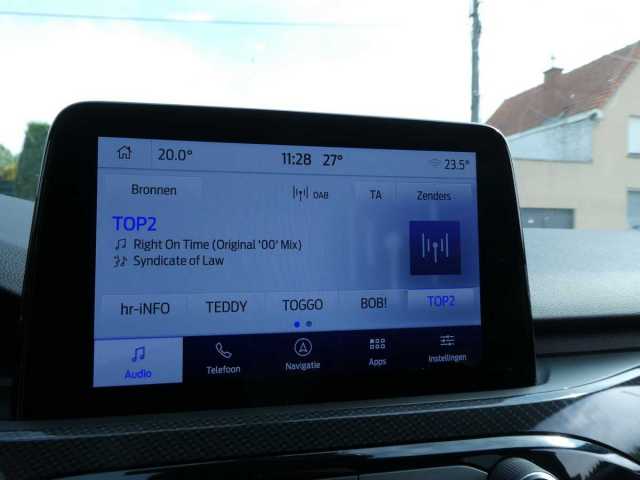 20.0° 11:28 27° 23.5°
Bronnen DAB TA Zenders
TOP2
Right On Time (Original '00' Mix)
Syndicate of Law
hr-iNFO TEDDY TOGGO BOB! TOP2
Audio Telefoon Navigatie Apps Instellingen